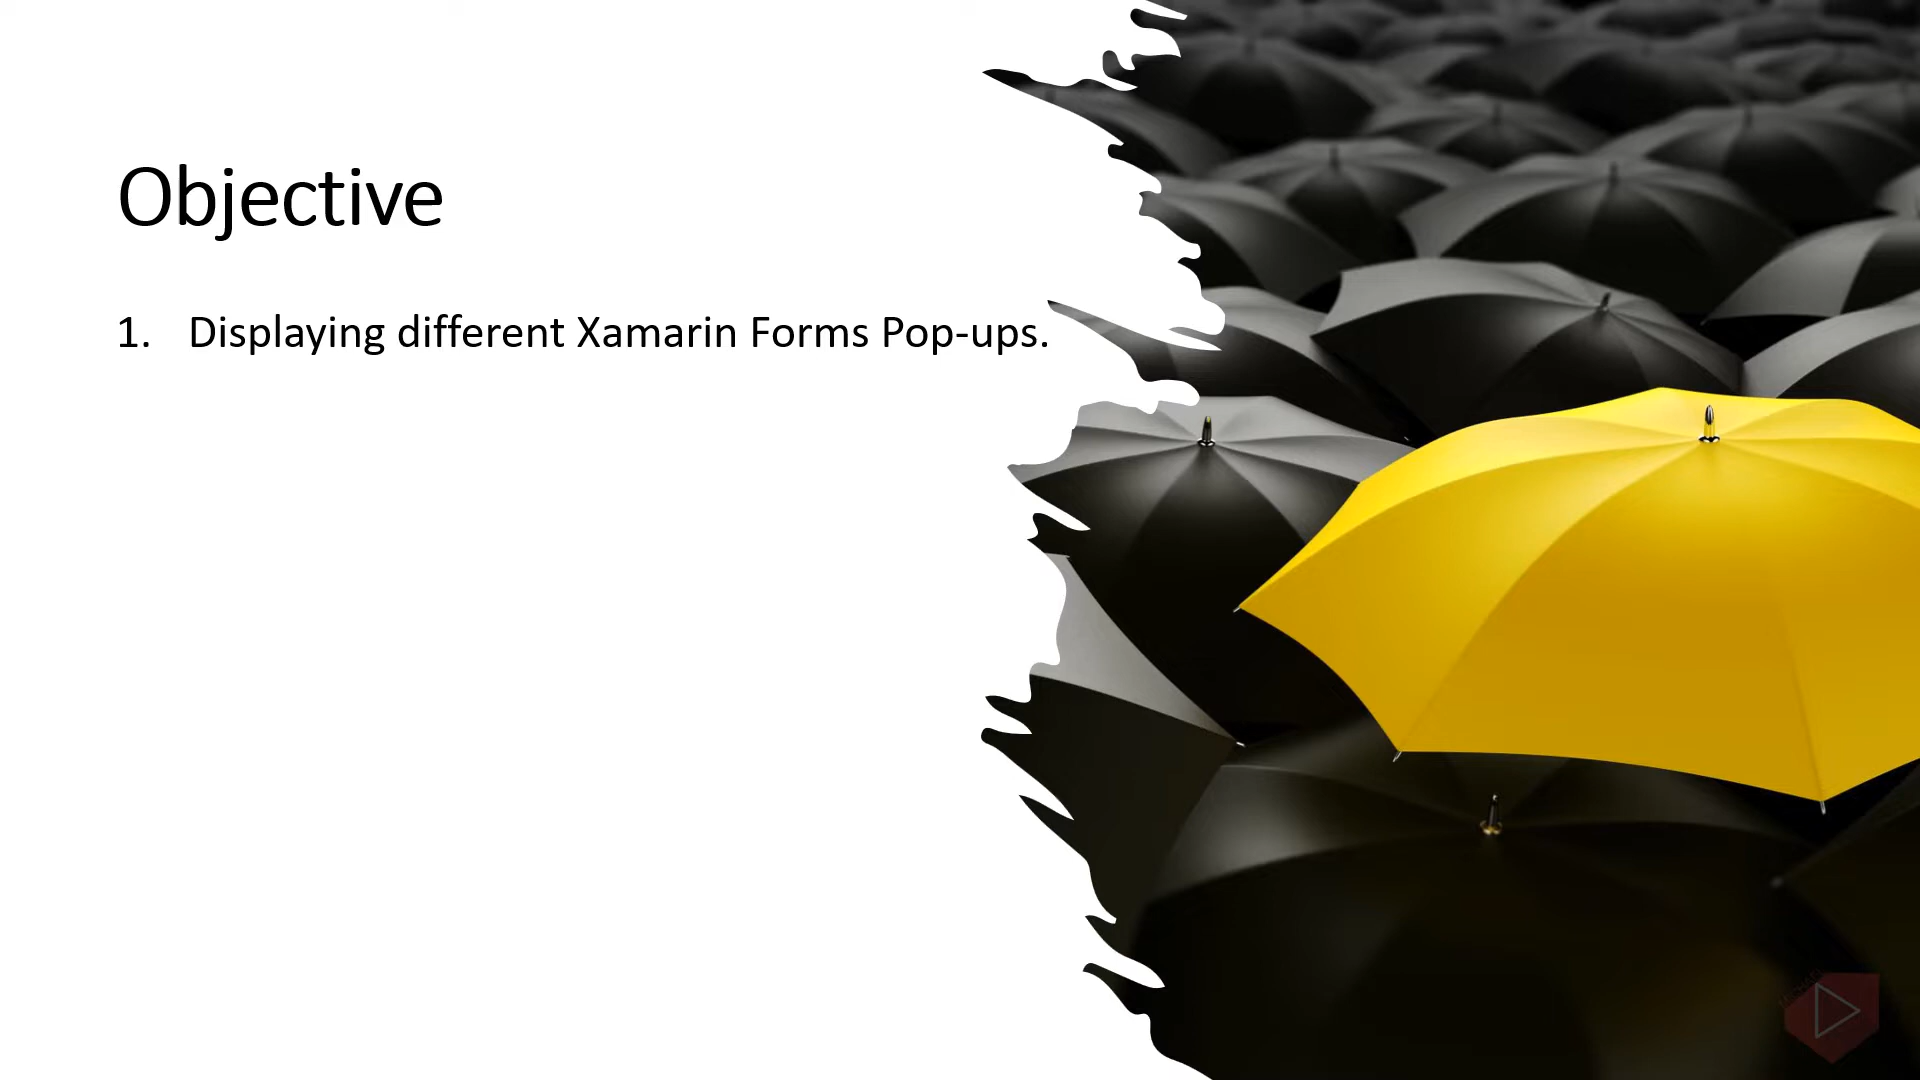 Objective
1. Displaying different Xamarin Forms Pop-ups.